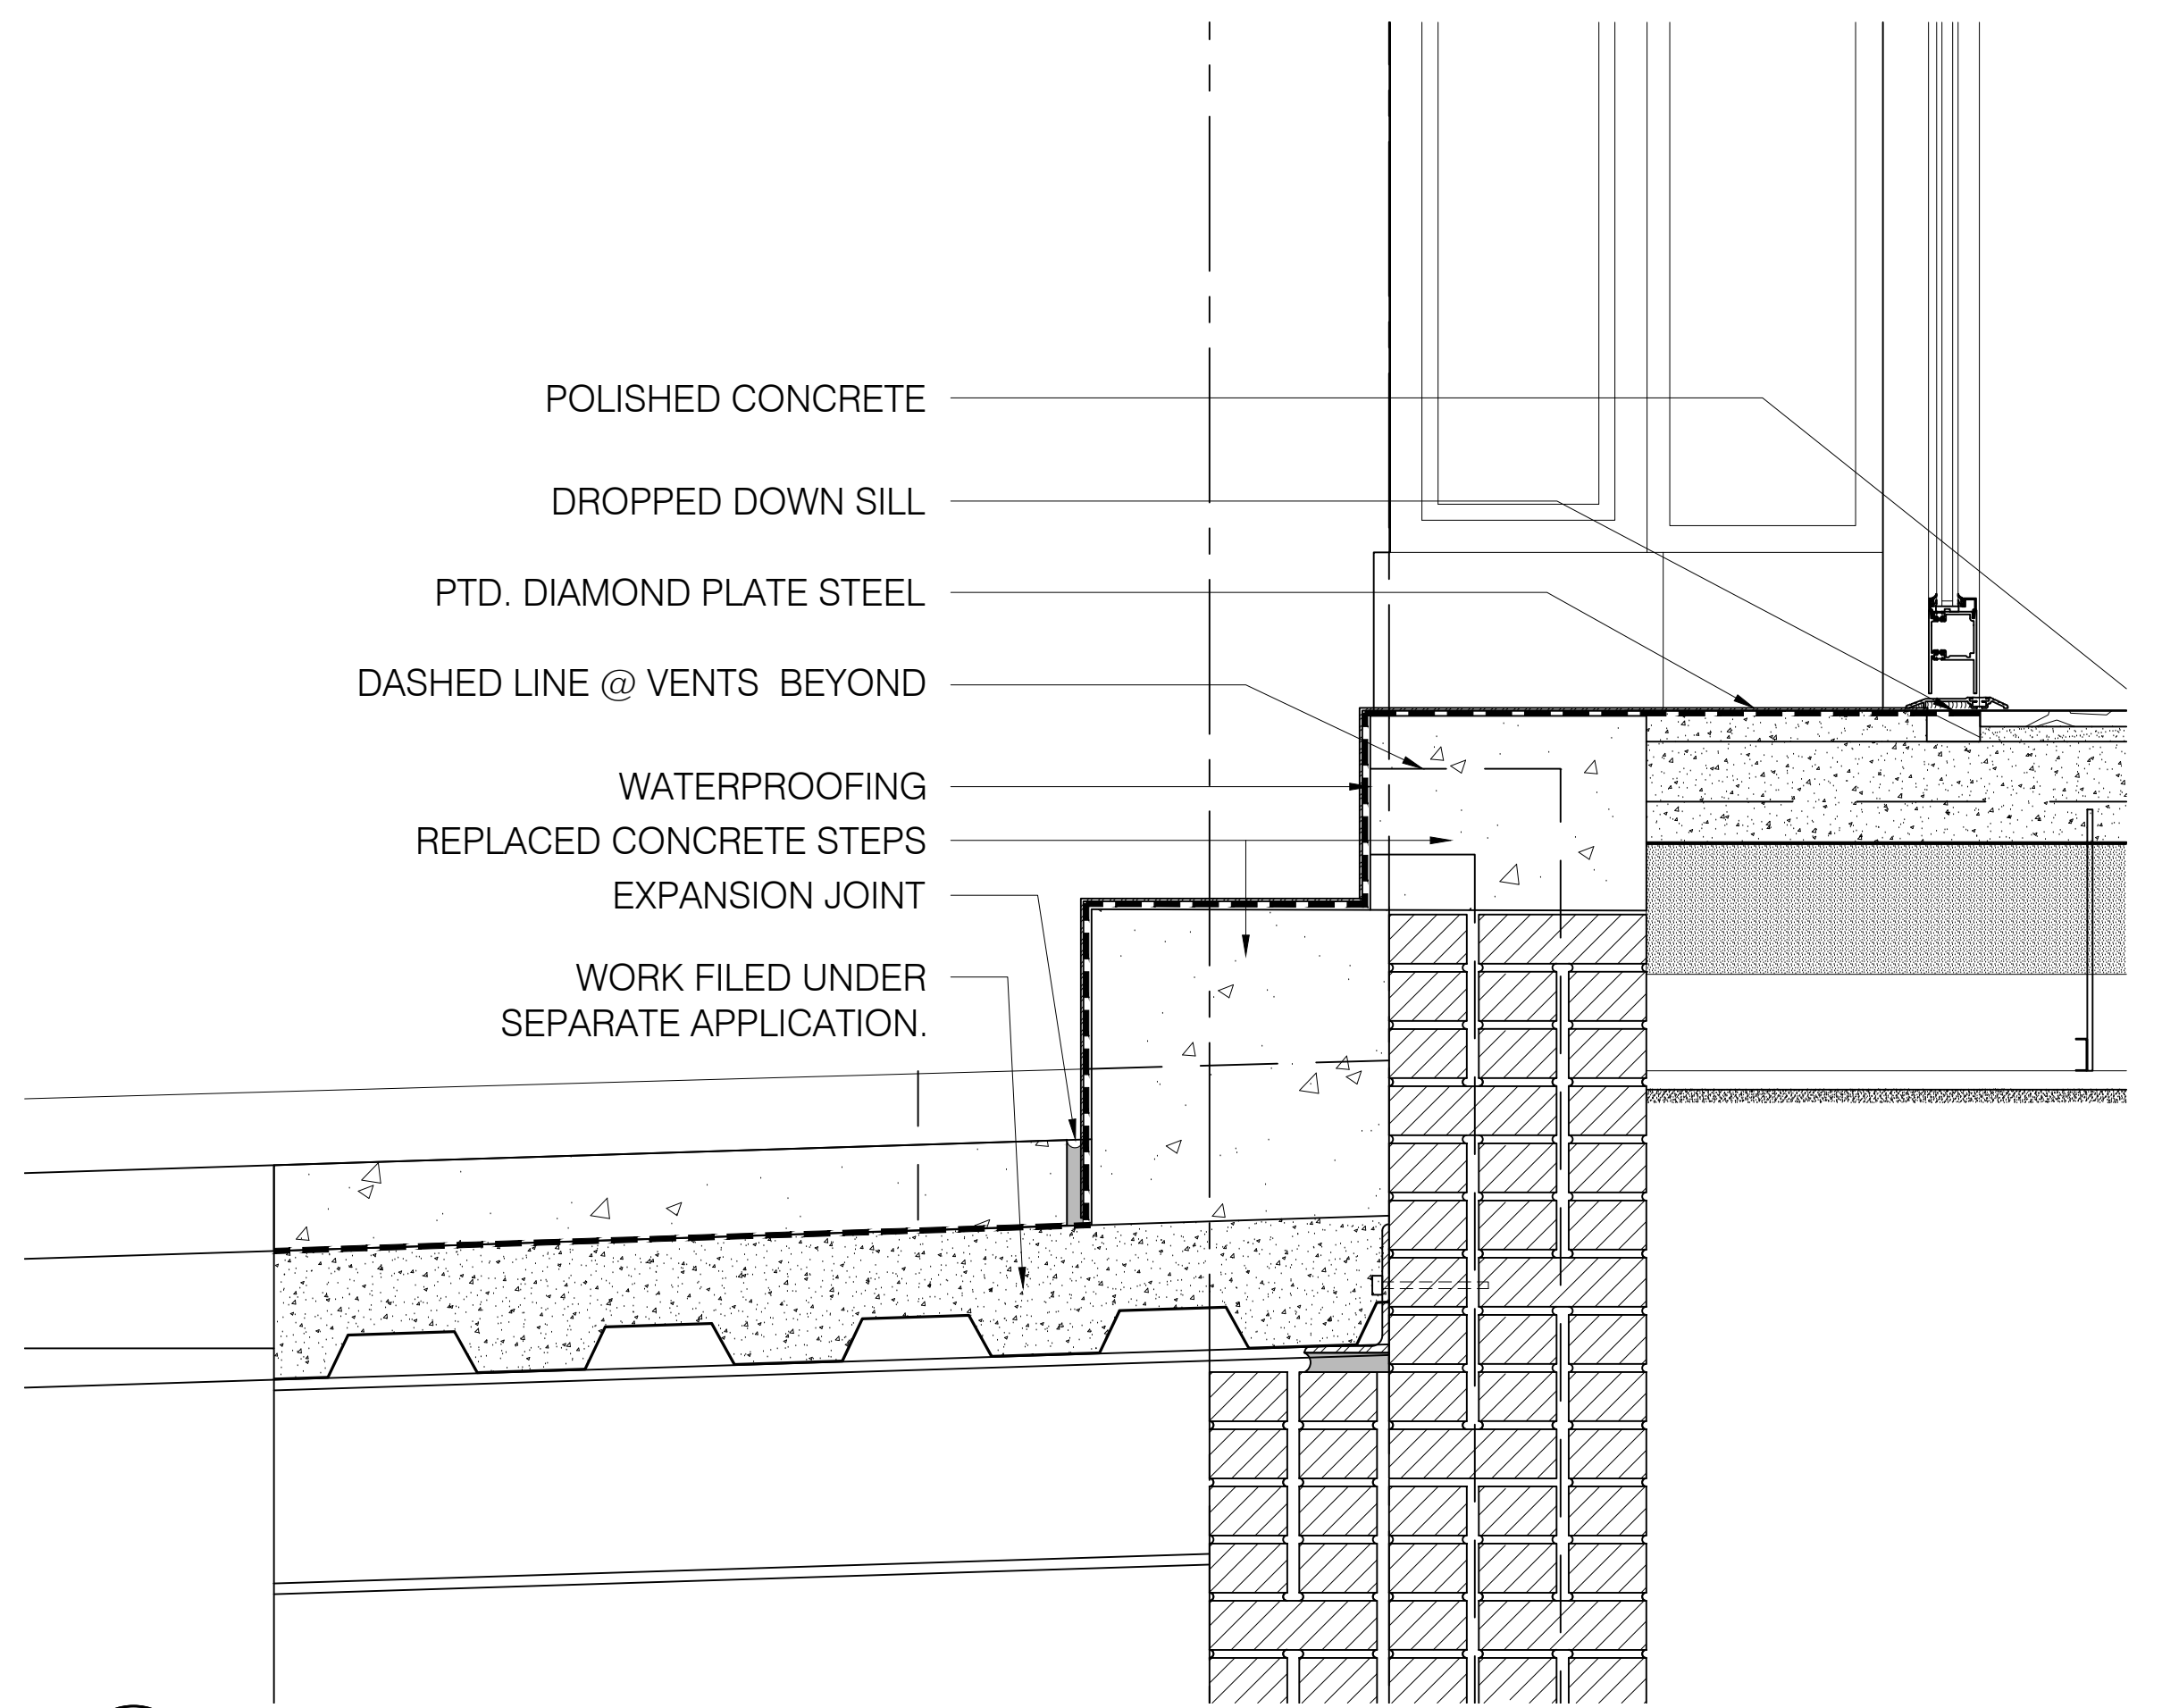 POLISHED CONCRETE
DROPPED DOWN SILL
PTD. DIAMOND PLATE STEEL
DASHED LINE @ VENTS  BEYOND
WATERPROOFING
REPLACED CONCRETE STEPS
EXPANSION JOINT
WORK FILED UNDER
SEPARATE APPLICATION.